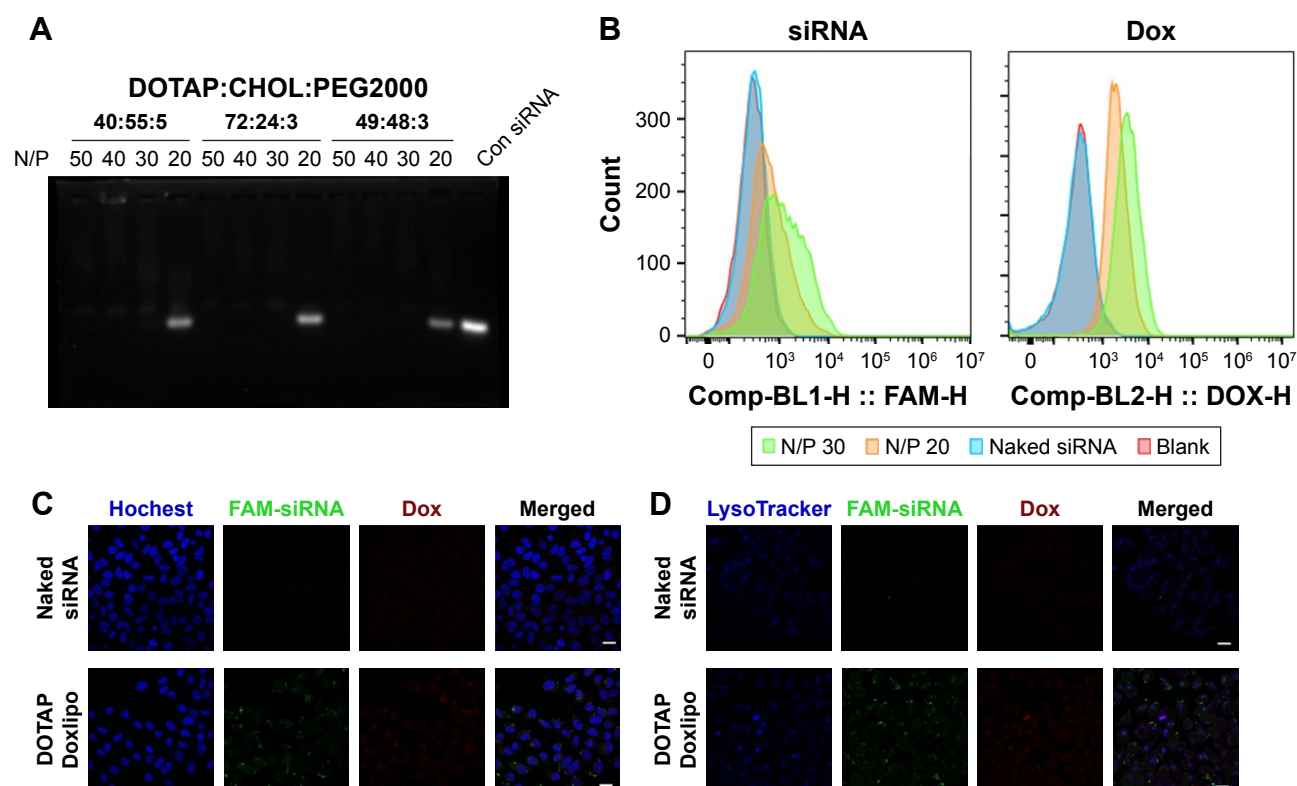 A
DOTAP:CHOL:PEG2000
40:55:5 72:24:3 49:48:3 Con siRNA
N/P 50 40 30 20 50 40 30 20 50 40 30 20
B
siRNA Dox
Count
300
200
100
0
0 10³ 10⁴ 10⁵ 10⁶ 10⁷
0 10³ 10⁴ 10⁵ 10⁶ 10⁷
Comp-BL1-H :: FAM-H Comp-BL2-H :: DOX-H
N/P 30 N/P 20 Naked siRNA Blank
C
Hochest FAM-siRNA Dox Merged
Naked
siRNA
DOTAP
Doxlipo
D
LysoTracker FAM-siRNA Dox Merged
Naked
siRNA
DOTAP
Doxlipo